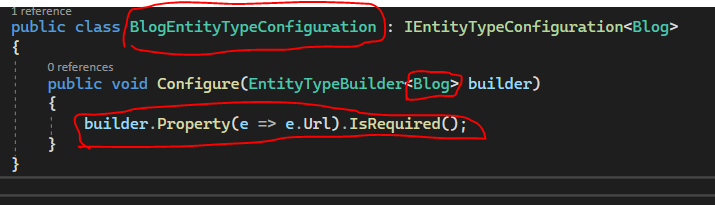 1 reference
public class BlogEntityTypeConfiguration : IEntityTypeConfiguration<Blog>
{
0 references
public void Configure(EntityTypeBuilder<Blog> builder)
{
builder.Property(e => e.Url).IsRequired();
}
}